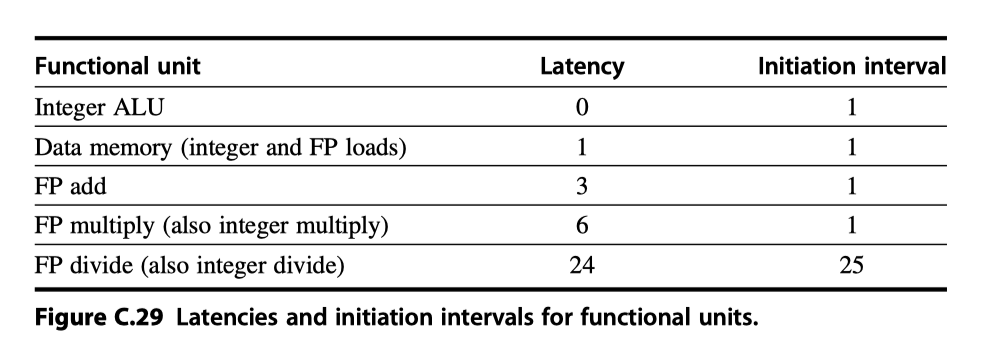 Functional unit Latency Initiation interval
Integer ALU 0 1
Data memory (integer and FP loads) 1 1
FP add 3 1
FP multiply (also integer multiply) 6 1
FP divide (also integer divide) 24 25
Figure C.29 Latencies and initiation intervals for functional units.